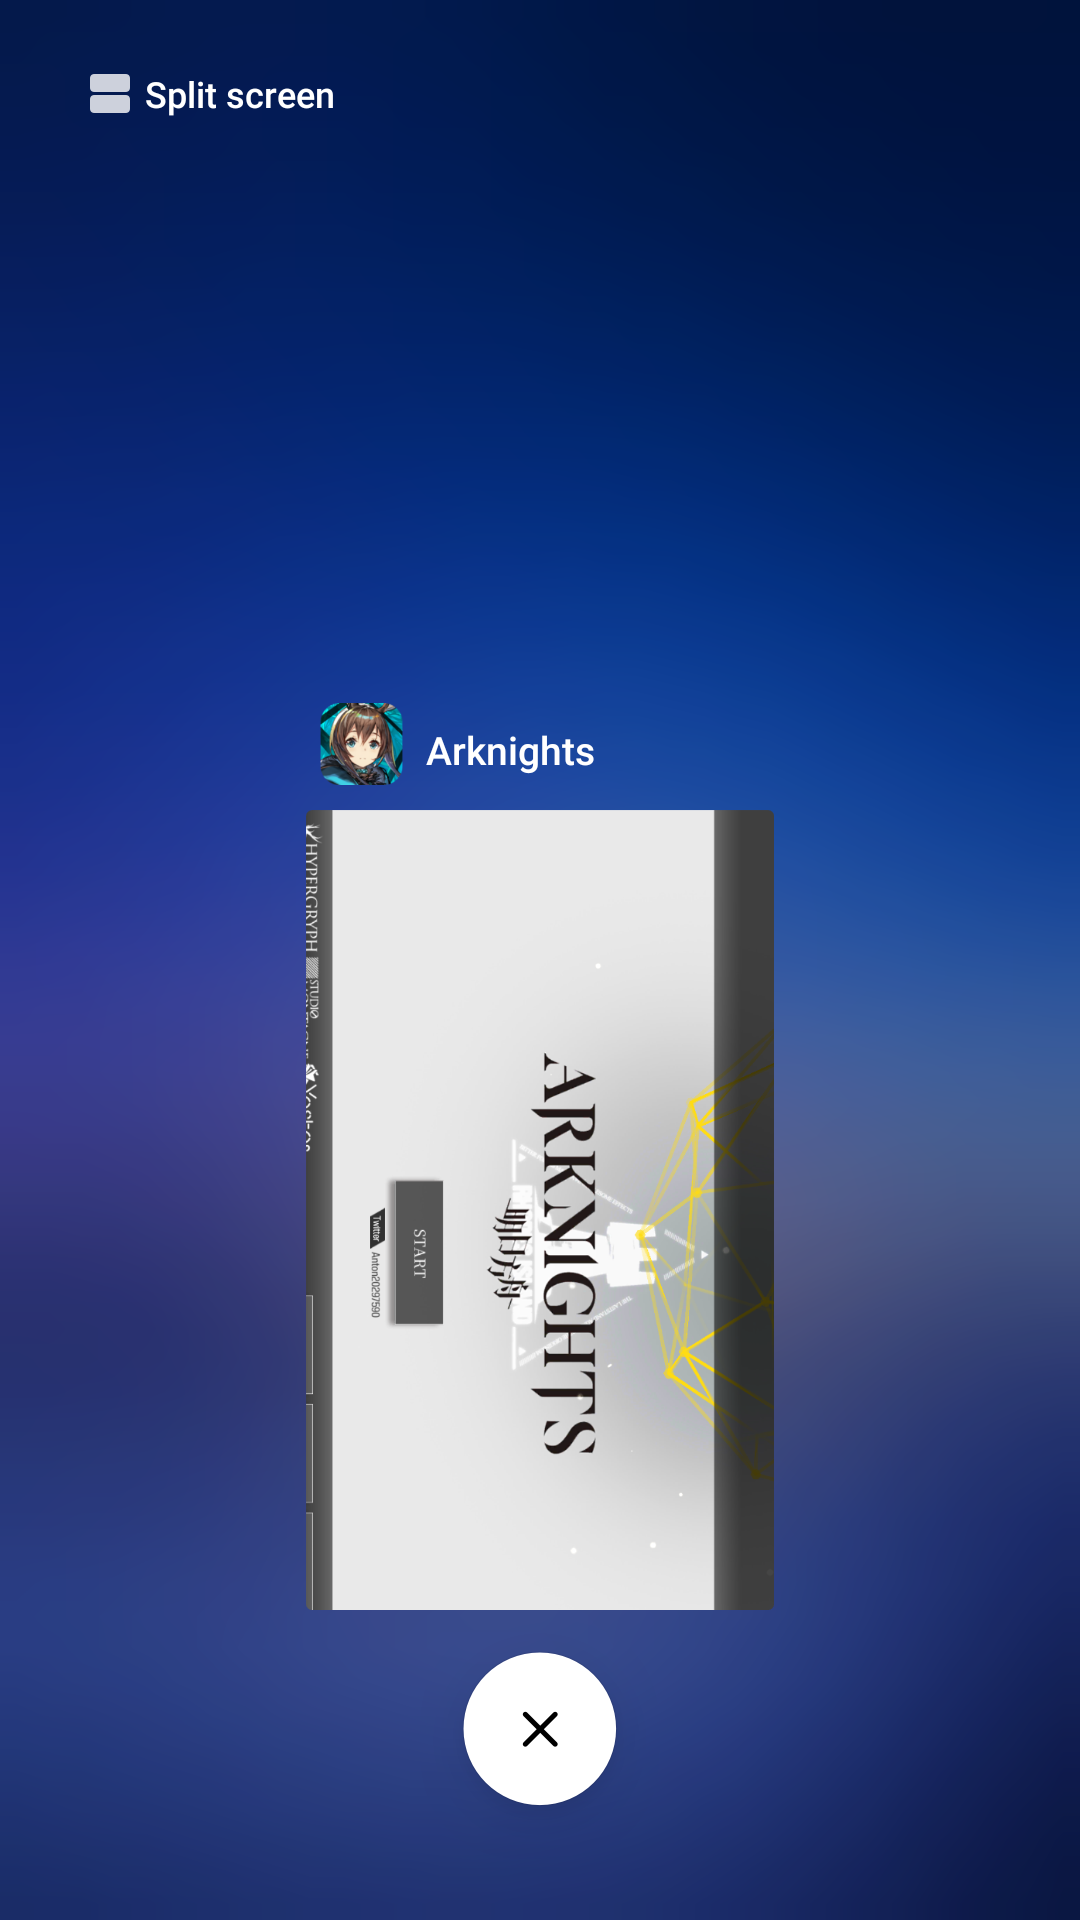 Split screen
Arknights
HYPERGRYPH
STUDIO
ARKNIGHTS
明日方舟
START
Twitter Anton20297590